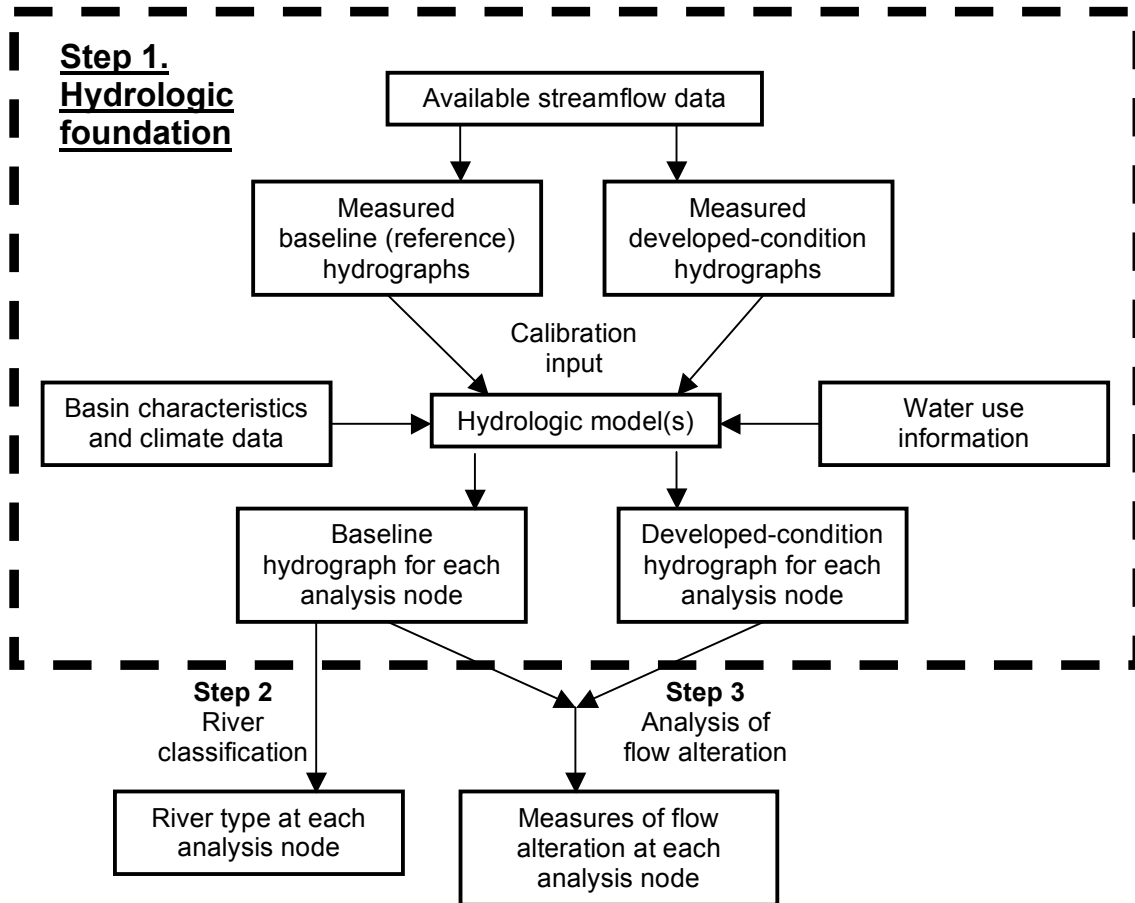 Step 1.
Hydrologic
foundation
Available streamflow data
Measured
baseline (reference)
hydrographs
Measured
developed-condition
hydrographs
Calibration
input
Basin characteristics
and climate data
Hydrologic model(s)
Water use
information
Baseline
hydrograph for each
analysis node
Developed-condition
hydrograph for each
analysis node
Step 2
River
classification
Step 3
Analysis of
flow alteration
River type at each
analysis node
Measures of flow
alteration at each
analysis node